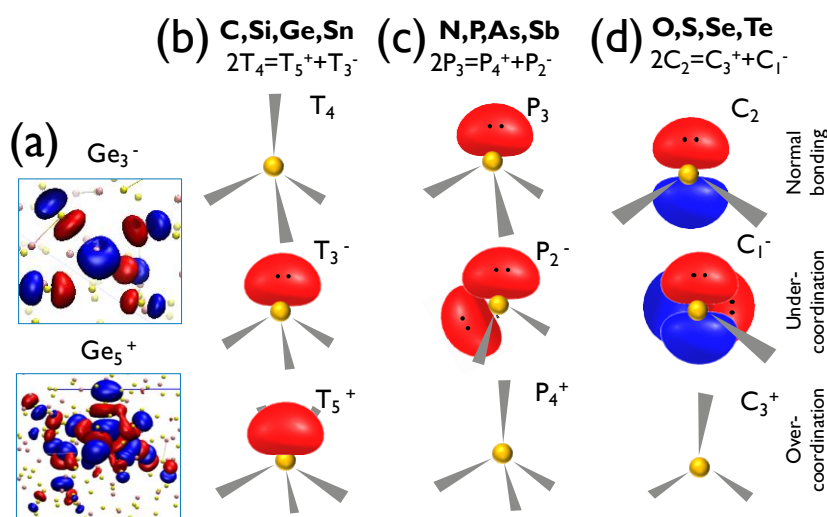 (a)
Ge₃⁻
Ge₅⁺
(b) C,Si,Ge,Sn
2T₄=T₅⁺+T₃⁻
T₄
T₃⁻
T₅⁺
(c) N,P,As,Sb
2P₃=P₄⁺+P₂⁻
P₃
P₂⁻
P₄⁺
(d) O,S,Se,Te
2C₂=C₃⁺+C₁⁻
C₂
C₁⁻
C₃⁺
Normal
bonding
Under-
coordination
Over-
coordination